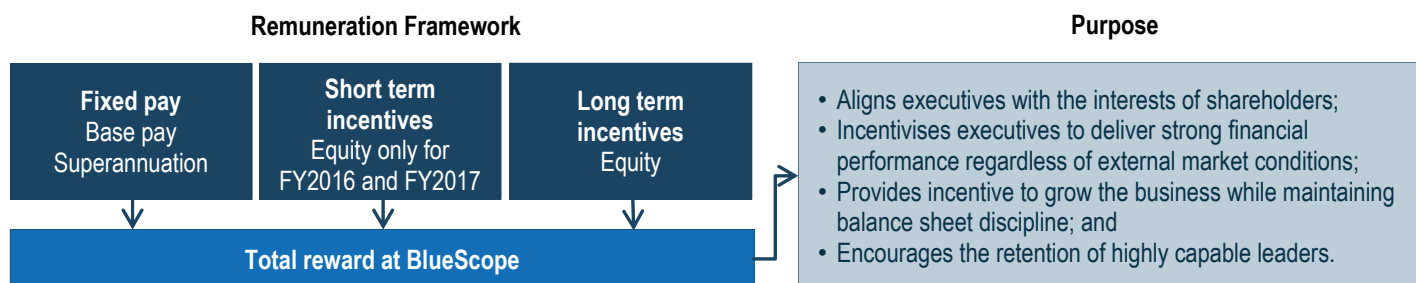 Remuneration Framework
Fixed pay
Base pay
Superannuation
Short term
incentives
Equity only for
FY2016 and FY2017
Long term
incentives
Equity
Total reward at BlueScope
Purpose
• Aligns executives with the interests of shareholders;
• Incentivises executives to deliver strong financial
performance regardless of external market conditions;
• Provides incentive to grow the business while maintaining
balance sheet discipline; and
• Encourages the retention of highly capable leaders.